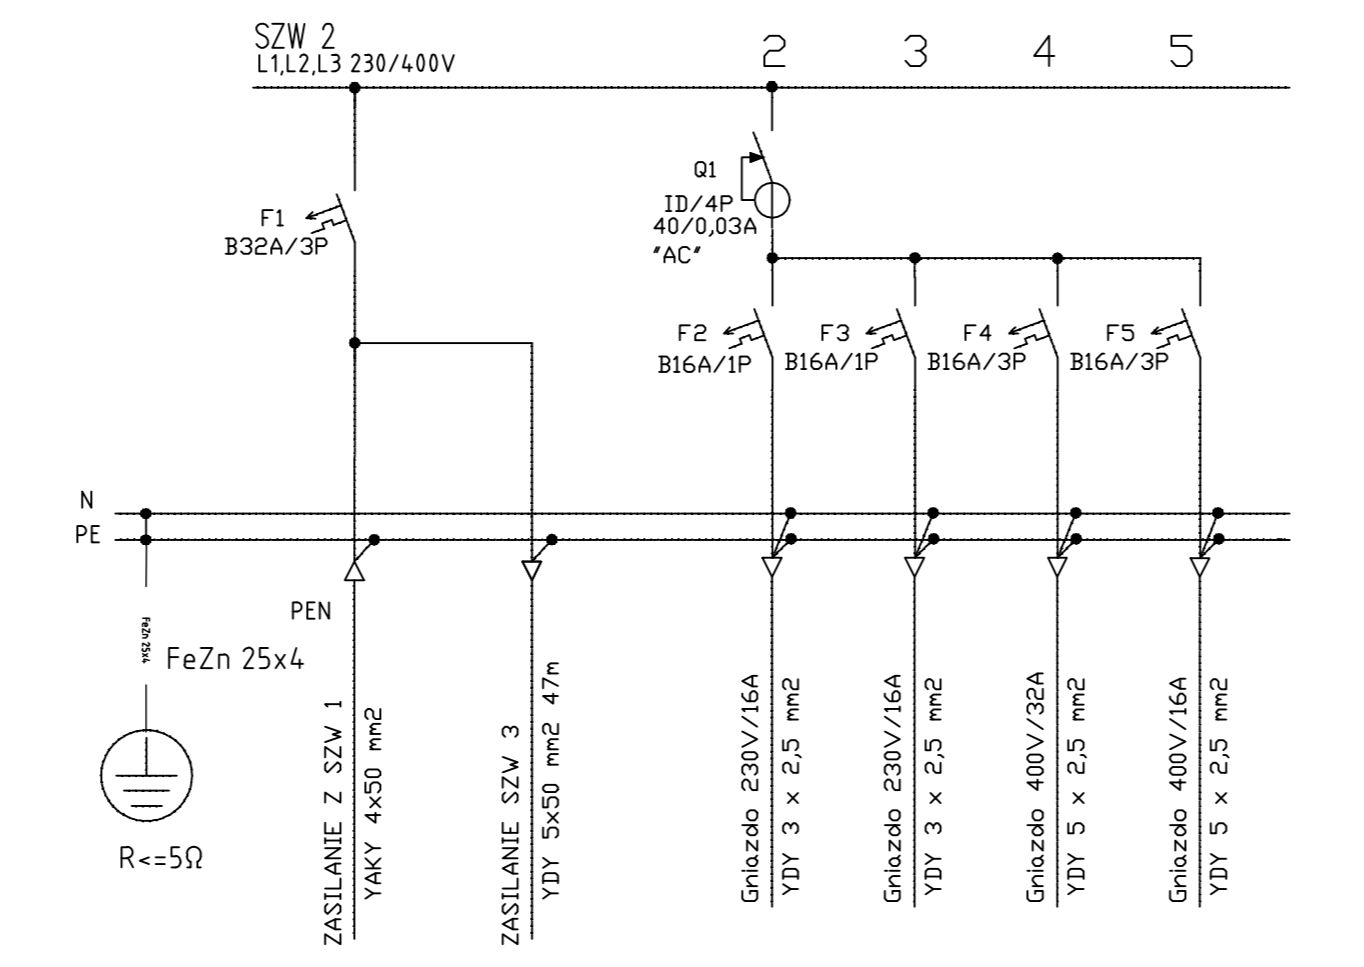 SZW 2
L1,L2,L3 230/400V
2
3
4
5
Q1
ID/4P
40/0,03A
"AC"
F1
B32A/3P
F2
B16A/1P
F3
B16A/1P
F4
B16A/3P
F5
B16A/3P
N
PE
PEN
FeZn 25x4
FeZn 25x4
R<=5Ω
ZASILANIE Z SZW 1
YAKY 4x50 mm2
ZASILANIE SZW 3
YDY 5x50 mm2 47m
Gniazdo 230V/16A
YDY 3 x 2,5 mm2
Gniazdo 230V/16A
YDY 3 x 2,5 mm2
Gniazdo 400V/32A
YDY 5 x 2,5 mm2
Gniazdo 400V/16A
YDY 5 x 2,5 mm2